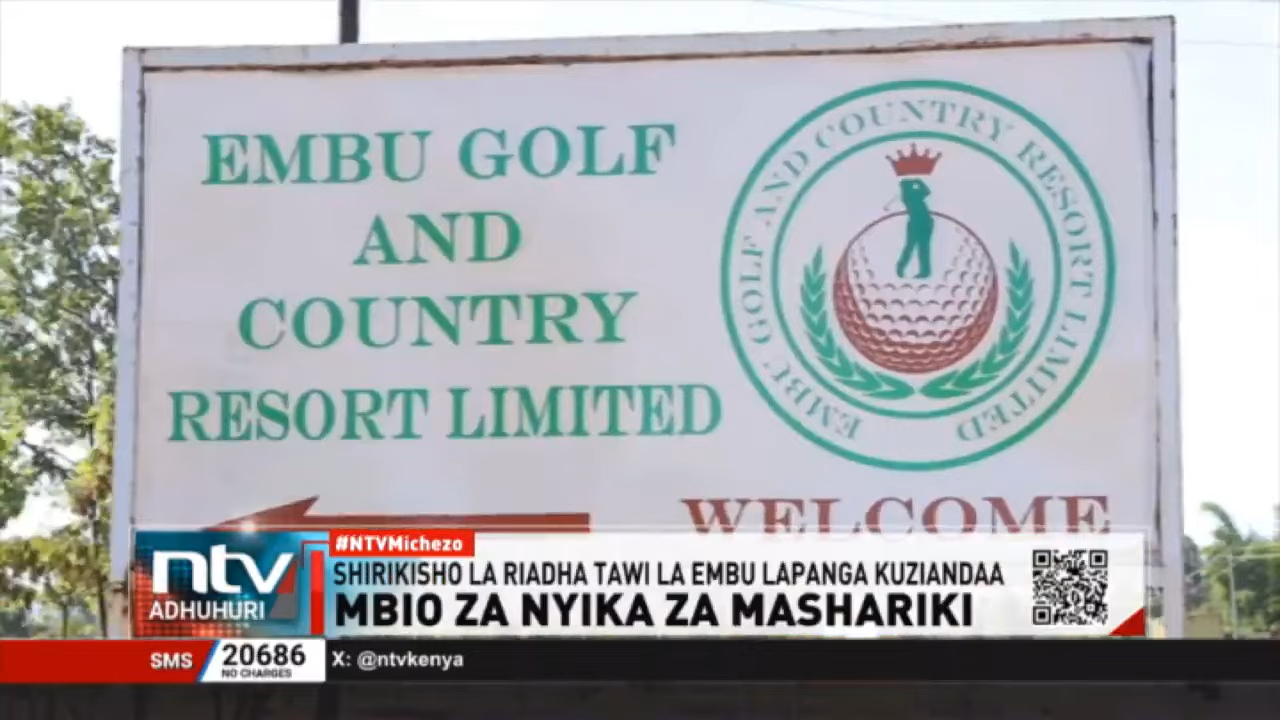 EMBU GOLF
AND
COUNTRY
RESORT LIMITED
EMBU GOLF AND COUNTRY RESORT LIMITED
WELCOME
ntv
ADHUHURI
#NTVMichezo
SHIRIKISHO LA RIADHA TAWI LA EMBU LAPANGA KUZIANDAA
MBIO ZA NYIKA ZA MASHARIKI
SMS
20686
NO CHARGES
X: @ntvkenya